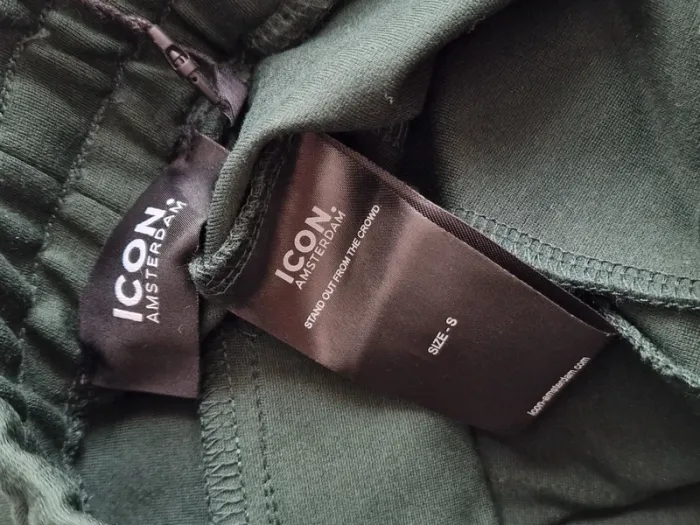 ICON.
AMSTERDAM
ICON.
AMSTERDAM
STAND OUT FROM THE CROWD
SIZE - S
icon-amsterdam.com